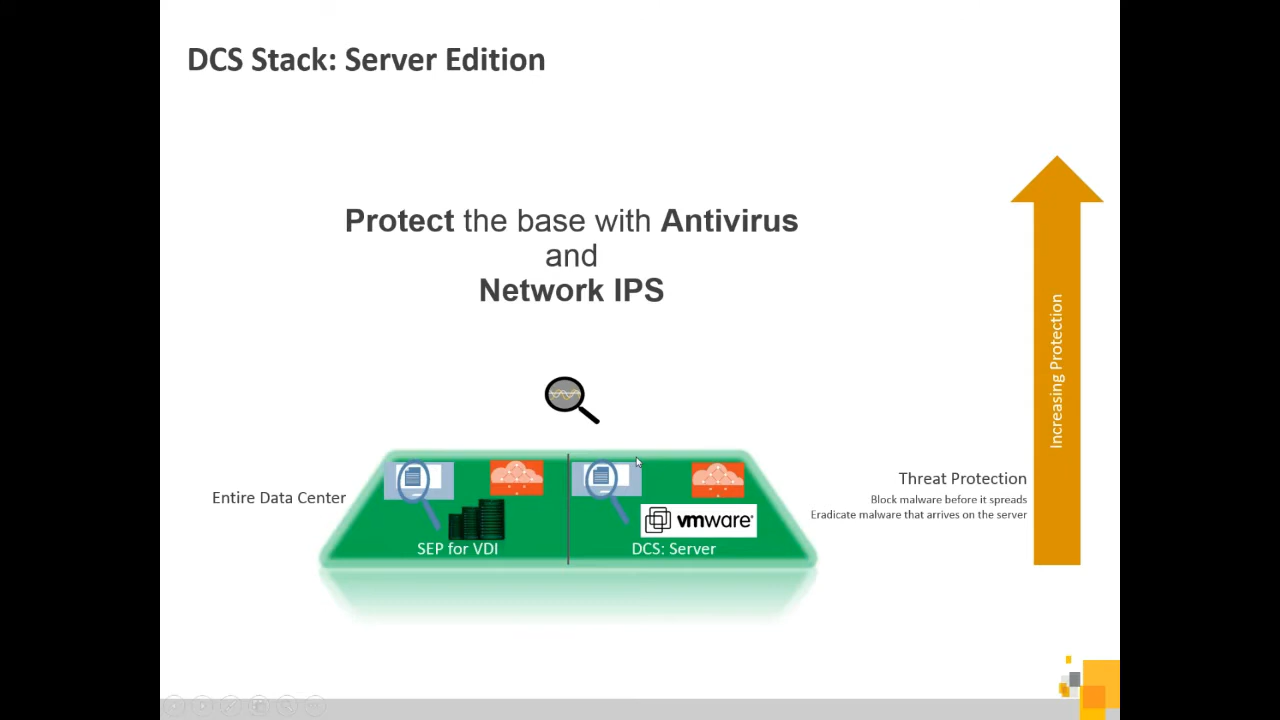 DCS Stack: Server Edition
Protect the base with Antivirus
and
Network IPS
Increasing Protection
Entire Data Center
Threat Protection
Block malware before it spreads
Eradicate malware that arrives on the server
vmware
SEP for VDI
DCS: Server